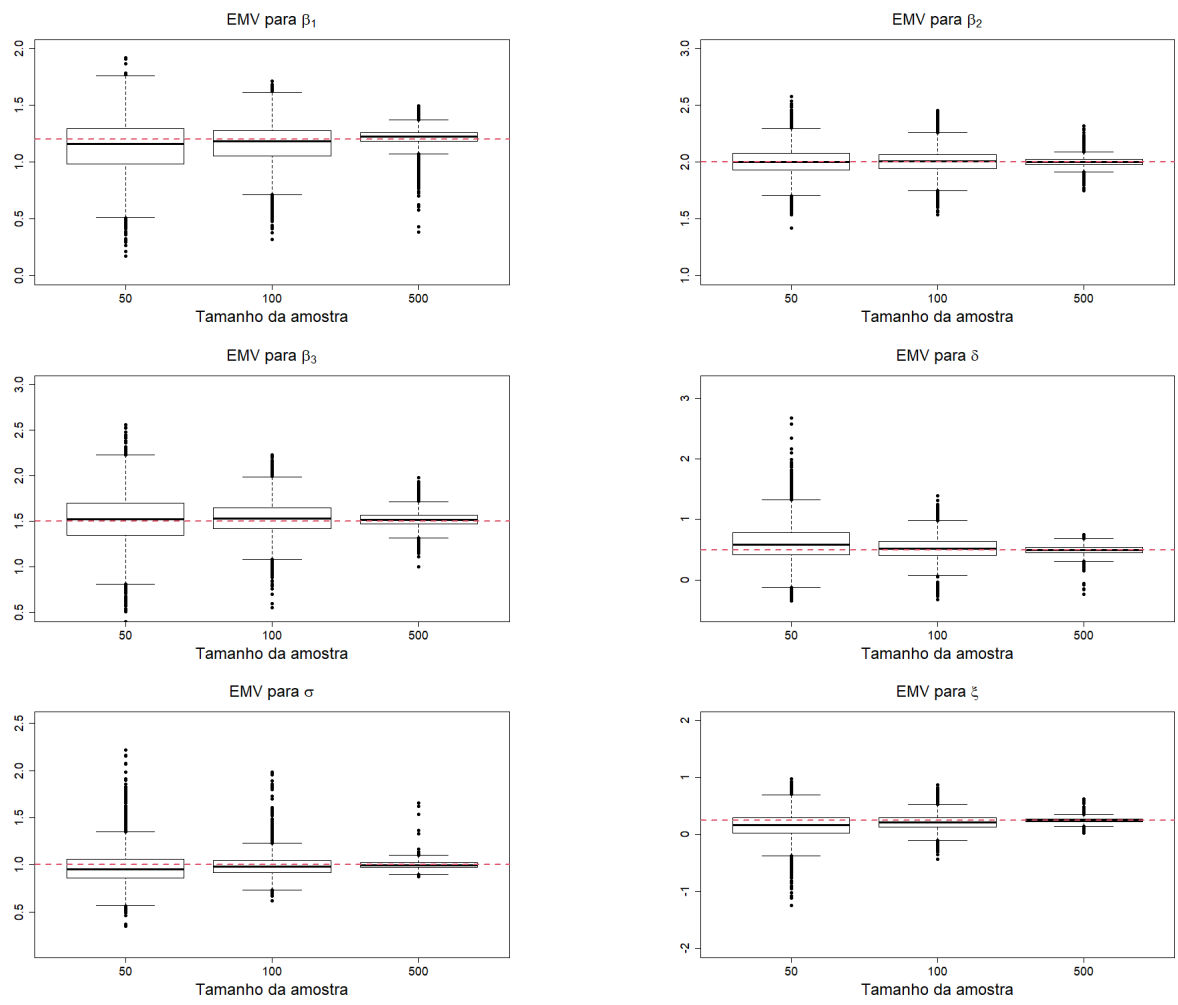 EMV para β1
2.0
1.5
1.0
0.5
0.0
50 100 500
Tamanho da amostra
EMV para β2
3.0
2.5
2.0
1.5
1.0
50 100 500
Tamanho da amostra
EMV para β3
3.0
2.5
2.0
1.5
1.0
0.5
50 100 500
Tamanho da amostra
EMV para δ
3
2
1
0
50 100 500
Tamanho da amostra
EMV para σ
2.5
2.0
1.5
1.0
0.5
50 100 500
Tamanho da amostra
EMV para ξ
2
1
0
-1
-2
50 100 500
Tamanho da amostra